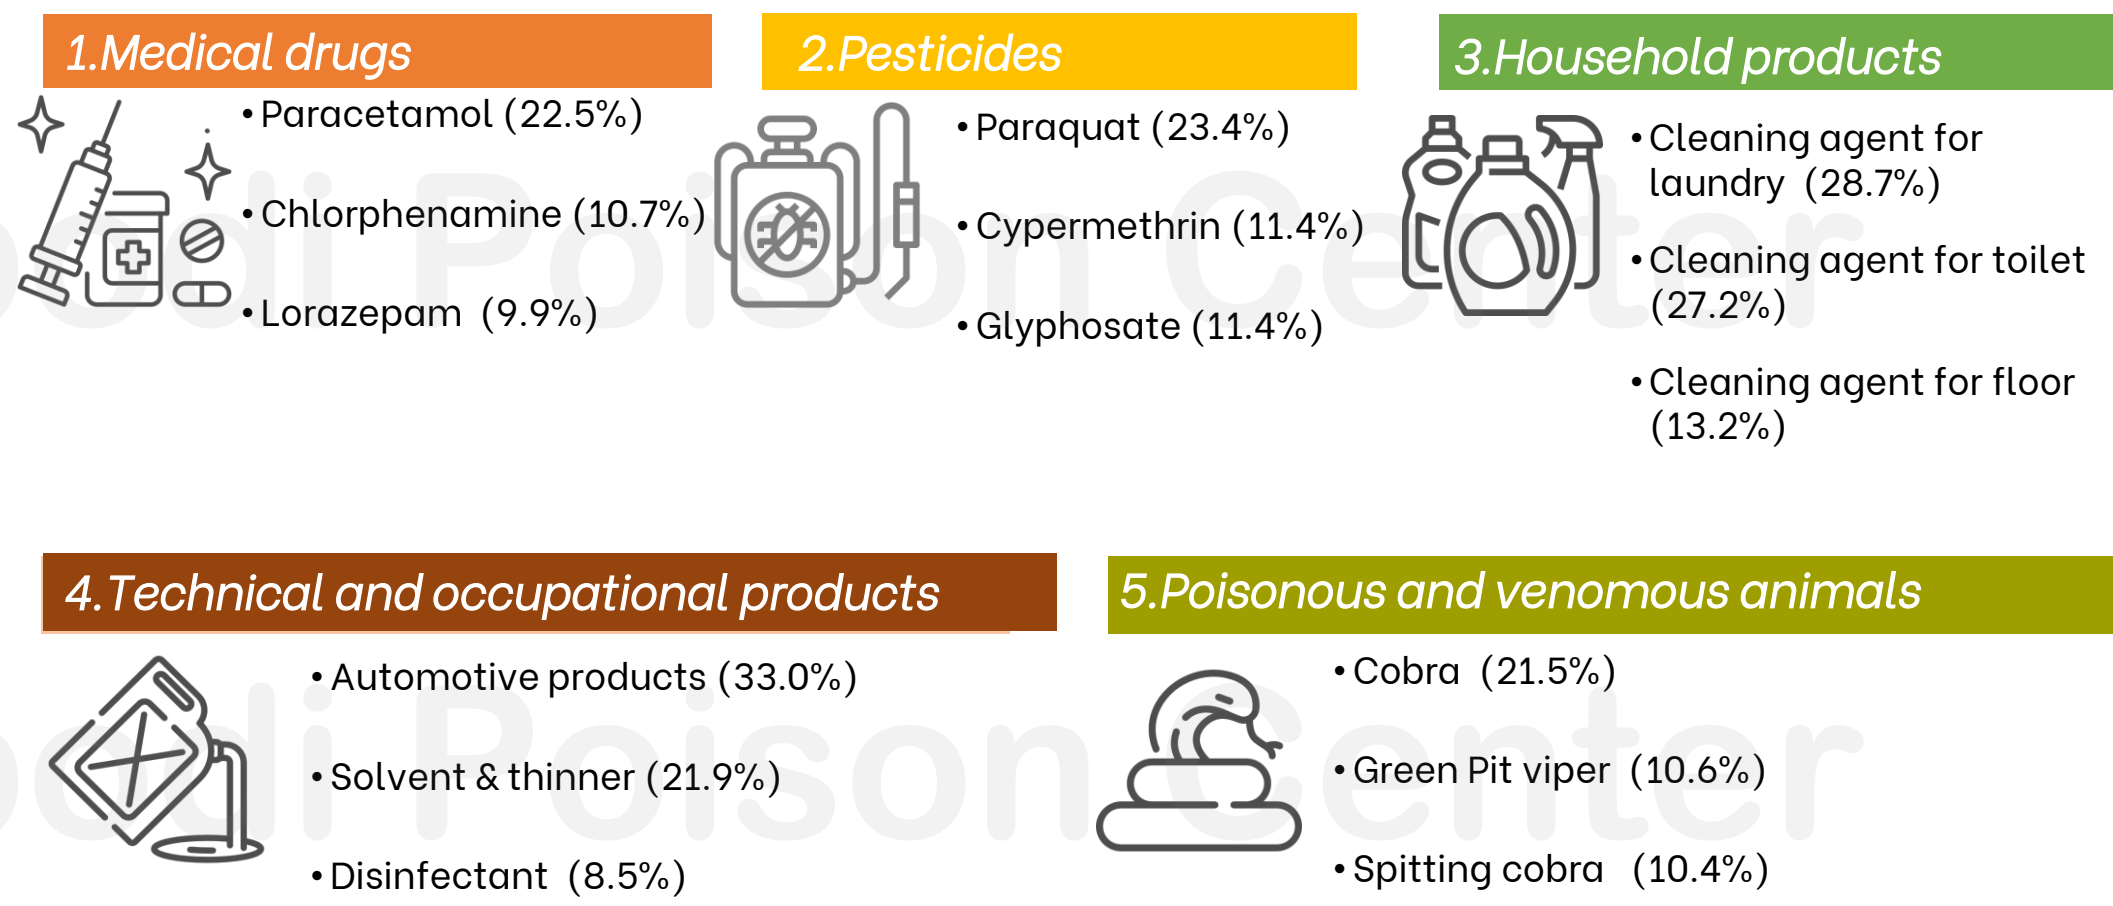 1.Medical drugs
• Paracetamol (22.5%)
• Chlorphenamine (10.7%)
• Lorazepam (9.9%)
2.Pesticides
• Paraquat (23.4%)
• Cypermethrin (11.4%)
• Glyphosate (11.4%)
3.Household products
• Cleaning agent for
laundry (28.7%)
• Cleaning agent for toilet
(27.2%)
• Cleaning agent for floor
(13.2%)
4.Technical and occupational products
• Automotive products (33.0%)
• Solvent & thinner (21.9%)
• Disinfectant (8.5%)
5.Poisonous and venomous animals
• Cobra (21.5%)
• Green Pit viper (10.6%)
• Spitting cobra (10.4%)
Poison Center
Poison Center